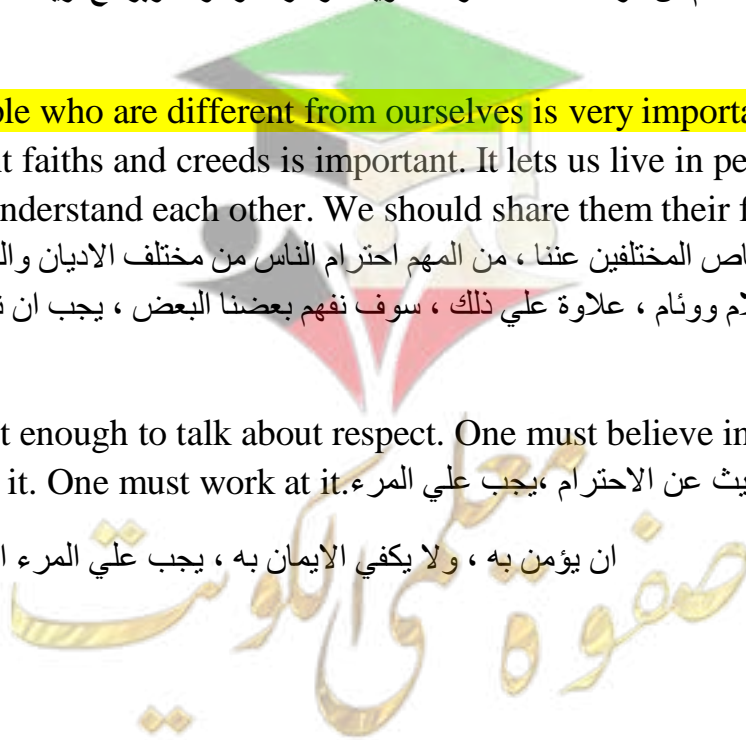 ple who are different from ourselves is very importa
t faiths and creeds is important. It lets us live in pe
nderstand each other. We should share them their f
اص المختلفين عننا ، من المهم احترام الناس من مختلف الاديان وال
لام ووئام ، علاوة علي ذلك ، سوف نفهم بعضنا البعض ، يجب ان ن
t enough to talk about respect. One must believe in
it. One must work at it.يث عن الاحترام ،يجب علي المرء
ان يؤمن به ، ولا يكفي الايمان به ، يجب علي المرء ا
صفوة معلمى الكويت